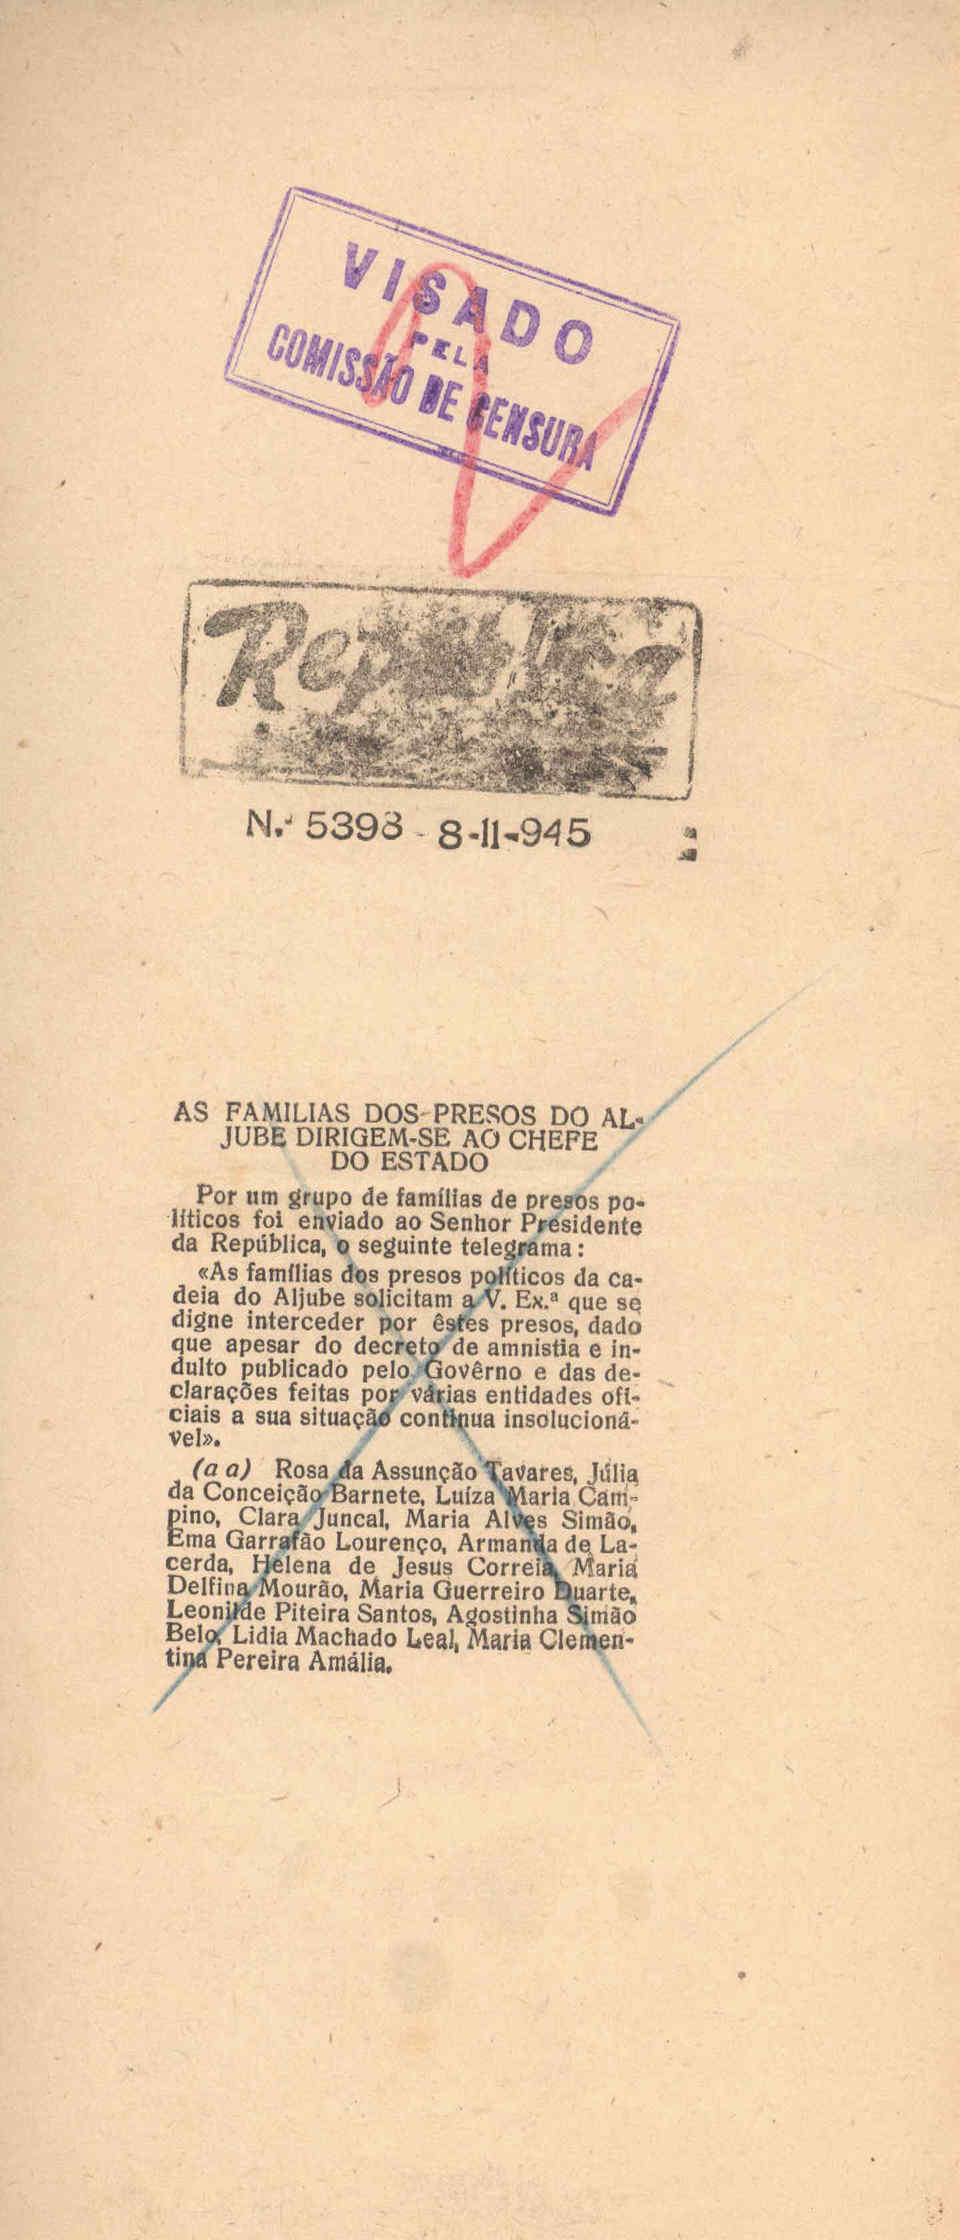 VISADO
PELA
COMISSÃO DE CENSURA
República
N.º 5398 - 8-11-945
AS FAMILIAS DOS PRESOS DO AL-
JUBE DIRIGEM-SE AO CHEFE
DO ESTADO
Por um grupo de famílias de presos po-
líticos foi enviado ao Senhor Presidente
da República, o seguinte telegrama:
«As famílias dos presos políticos da ca-
deia do Aljube solicitam a V. Ex.ª que se
digne interceder por êstes presos, dado
que apesar do decreto de amnistia e in-
dulto publicado pelo Govêrno e das de-
clarações feitas por várias entidades ofi-
ciais a sua situação continua insolucioná-
vel».
(a a) Rosa da Assunção Tavares, Júlia
da Conceição Barnete, Luíza Maria Cam-
pino, Clara Juncal, Maria Alves Simão,
Ema Garrafão Lourenço, Armanda de La-
cerda, Helena de Jesus Correia, Maria
Delfina Mourão, Maria Guerreiro Duarte,
Leonilde Piteira Santos, Agostinha Simão
Belo, Lidia Machado Leal, Maria Clemen-
tina Pereira Amália.